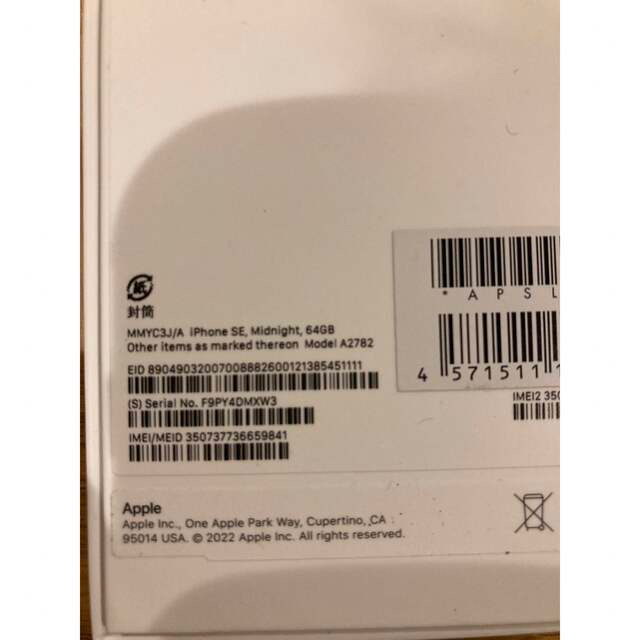 紙
封筒
MMYC3J/A iPhone SE, Midnight, 64GB
Other items as marked thereon Model A2782
EID 89049032007008882600121385451111
(S) Serial No. F9PY4DMXW3
IMEI/MEID 350737736659841
*APSL
4 571511 1
IMEI2 350
Apple
Apple Inc., One Apple Park Way, Cupertino, CA
95014 USA. © 2022 Apple Inc. All rights reserved.